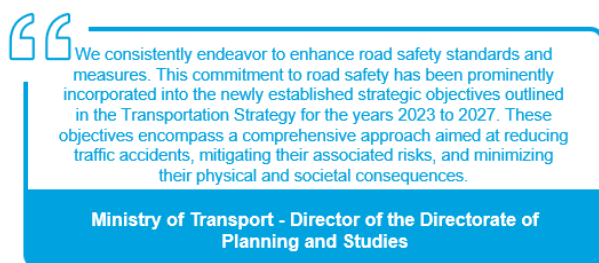 We consistently endeavor to enhance road safety standards and
measures. This commitment to road safety has been prominently
incorporated into the newly established strategic objectives outlined
in the Transportation Strategy for the years 2023 to 2027. These
objectives encompass a comprehensive approach aimed at reducing
traffic accidents, mitigating their associated risks, and minimizing
their physical and societal consequences.
Ministry of Transport - Director of the Directorate of
Planning and Studies